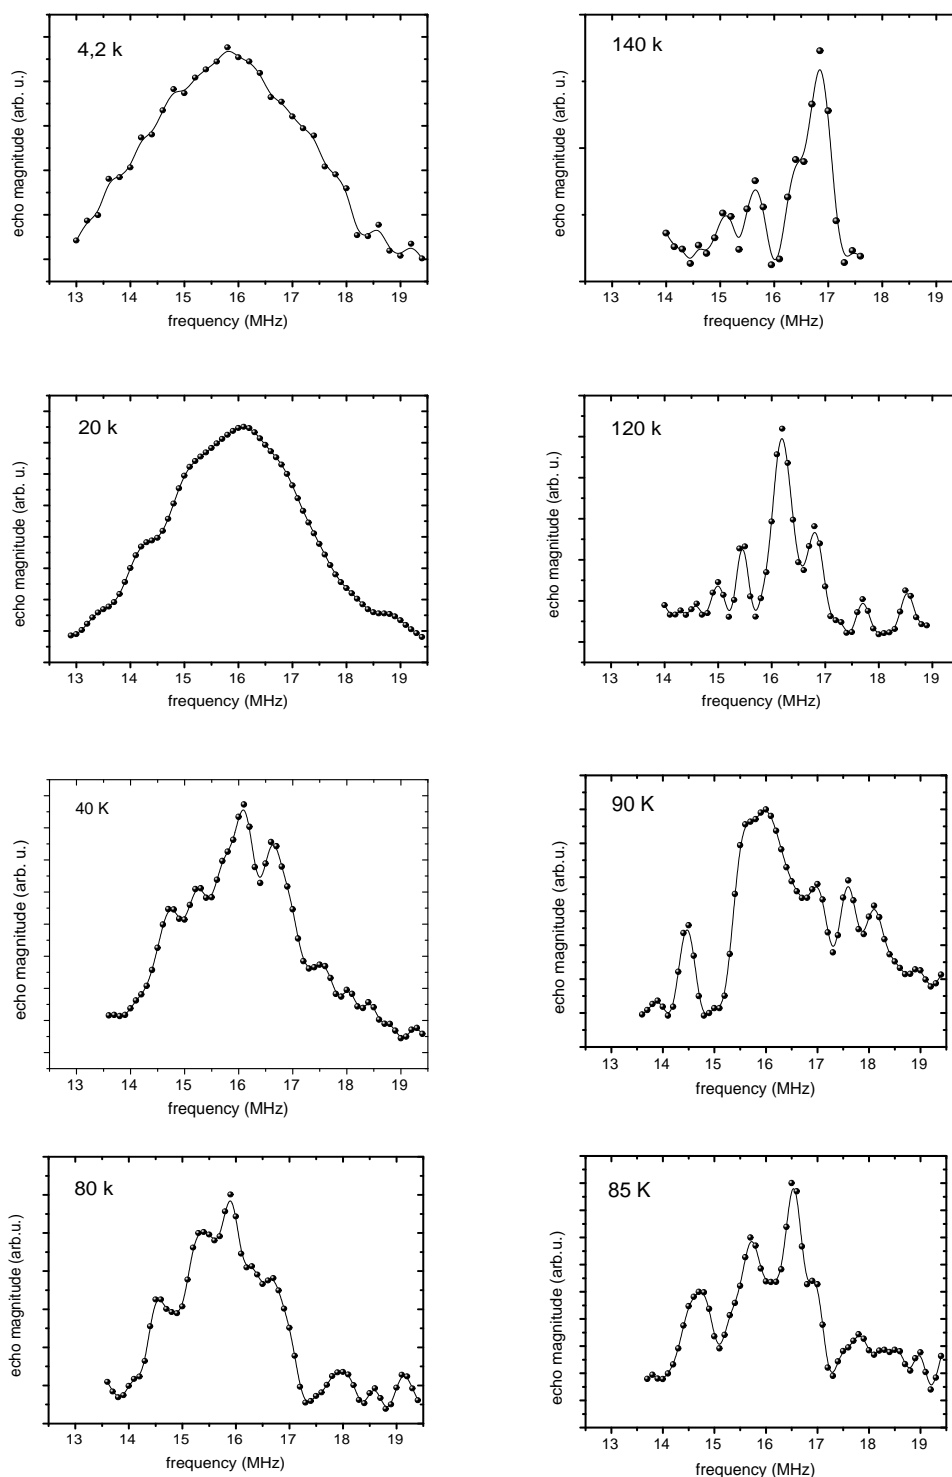 4,2 k
echo magnitude (arb. u.)
13 14 15 16 17 18 19
frequency (MHz)
140 k
echo magnitude (arb. u.)
13 14 15 16 17 18 19
frequency (MHz)
20 k
echo magnitude (arb. u.)
13 14 15 16 17 18 19
frequency (MHz)
120 k
echo magnitude (arb. u.)
13 14 15 16 17 18 19
frequency (MHz)
40 K
echo magnitude (arb. u.)
13 14 15 16 17 18 19
frequency (MHz)
90 K
echo magnitude (arb.u.)
13 14 15 16 17 18 19
frequency (MHz)
80 k
echo magnitude (arb.u.)
13 14 15 16 17 18 19
frequency (MHz)
85 K
echo magnitude (arb.u.)
13 14 15 16 17 18 19
frequency (MHz)